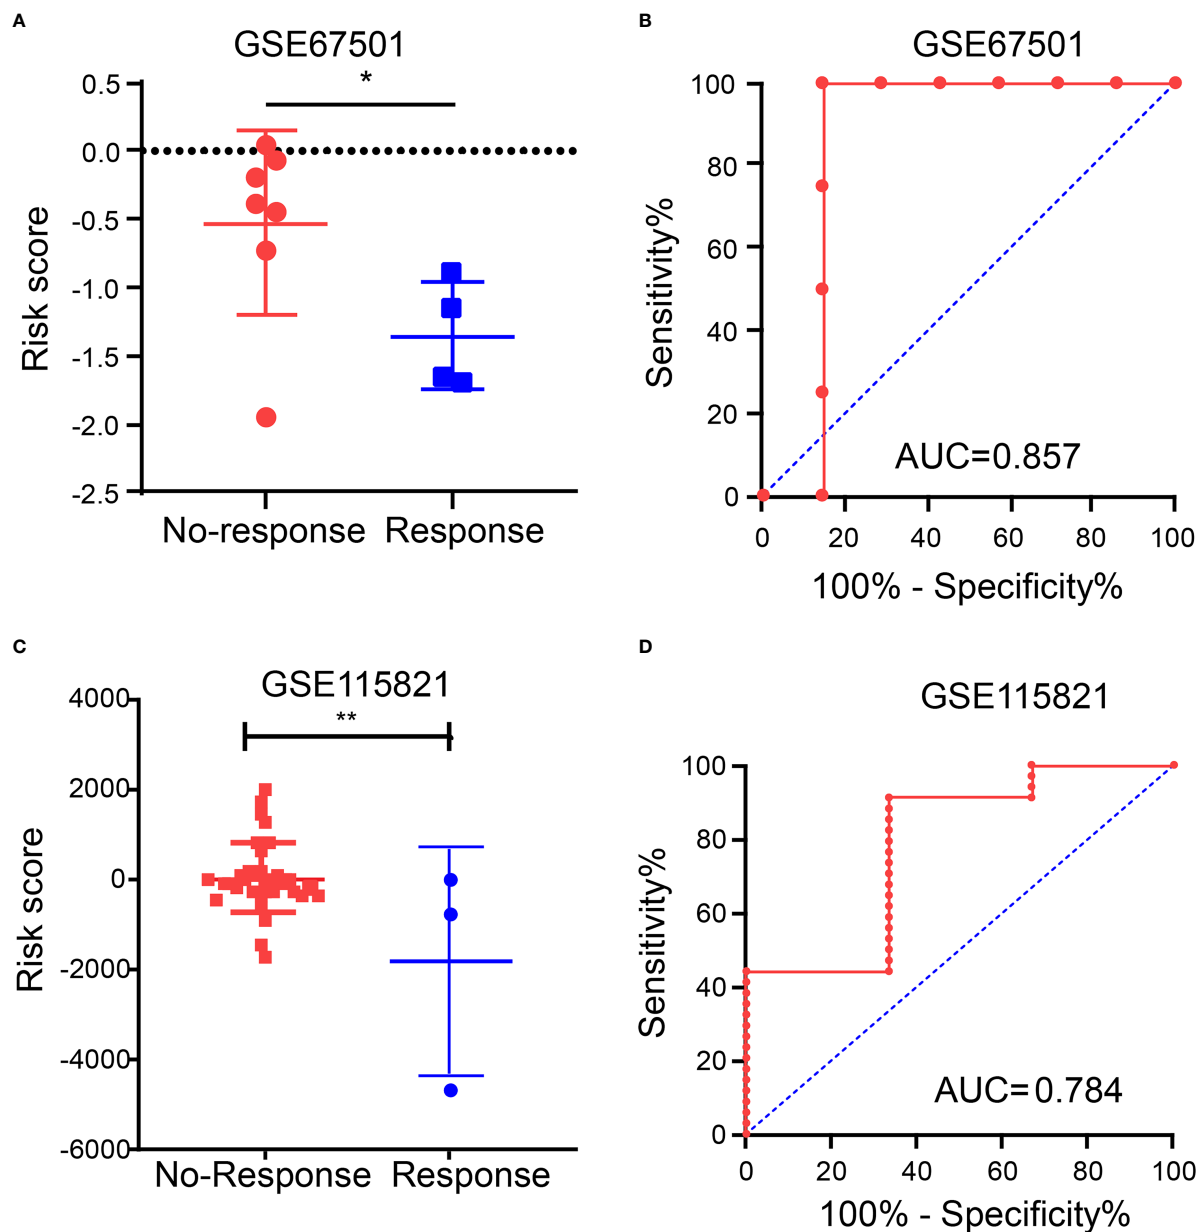 A
GSE67501
*
0.5
0.0
-0.5
-1.0
-1.5
-2.0
-2.5
Risk score
No-response Response
B
GSE67501
100
80
60
40
20
0
Sensitivity%
AUC=0.857
0 20 40 60 80 100
100% - Specificity%
C
GSE115821
**
4000
2000
0
-2000
-4000
-6000
Risk score
No-Response Response
D
GSE115821
100
80
60
40
20
0
Sensitivity%
AUC=0.784
0 20 40 60 80 100
100% - Specificity%